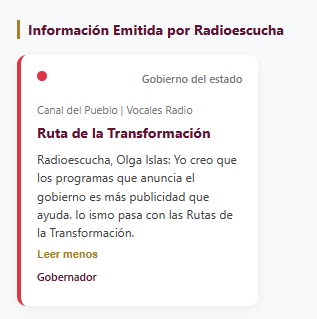 Información Emitida por Radioescucha
Gobierno del estado
Canal del Pueblo | Vocales Radio
Ruta de la Transformación
Radioescucha, Olga Islas: Yo creo que
los programas que anuncia el
gobierno es más publicidad que
ayuda. lo ismo pasa con las Rutas de
la Transformación.
Leer menos
Gobernador